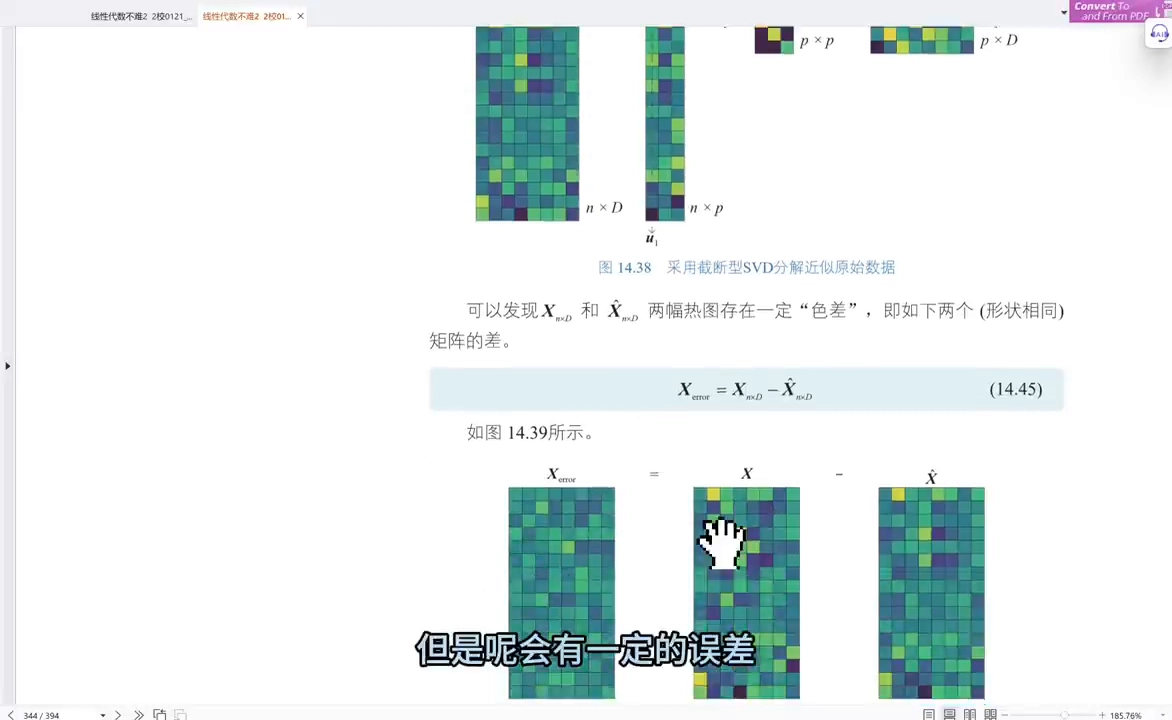 线性代数不难2 2校0121_...
线性代数不难2 2校01...
Convert To
and From PDF
p × p
p × D
n × D
n × p
u₁
图 14.38 采用截断型SVD分解近似原始数据
可以发现 X n×D 和 X̂ n×D 两幅热图存在一定“色差”，即如下两个 (形状相同)
矩阵的差。
X error = X n×D − X̂ n×D (14.45)
如图 14.39所示。
X error = X − X̂
但是呢会有一定的误差
344 / 394
185.76%